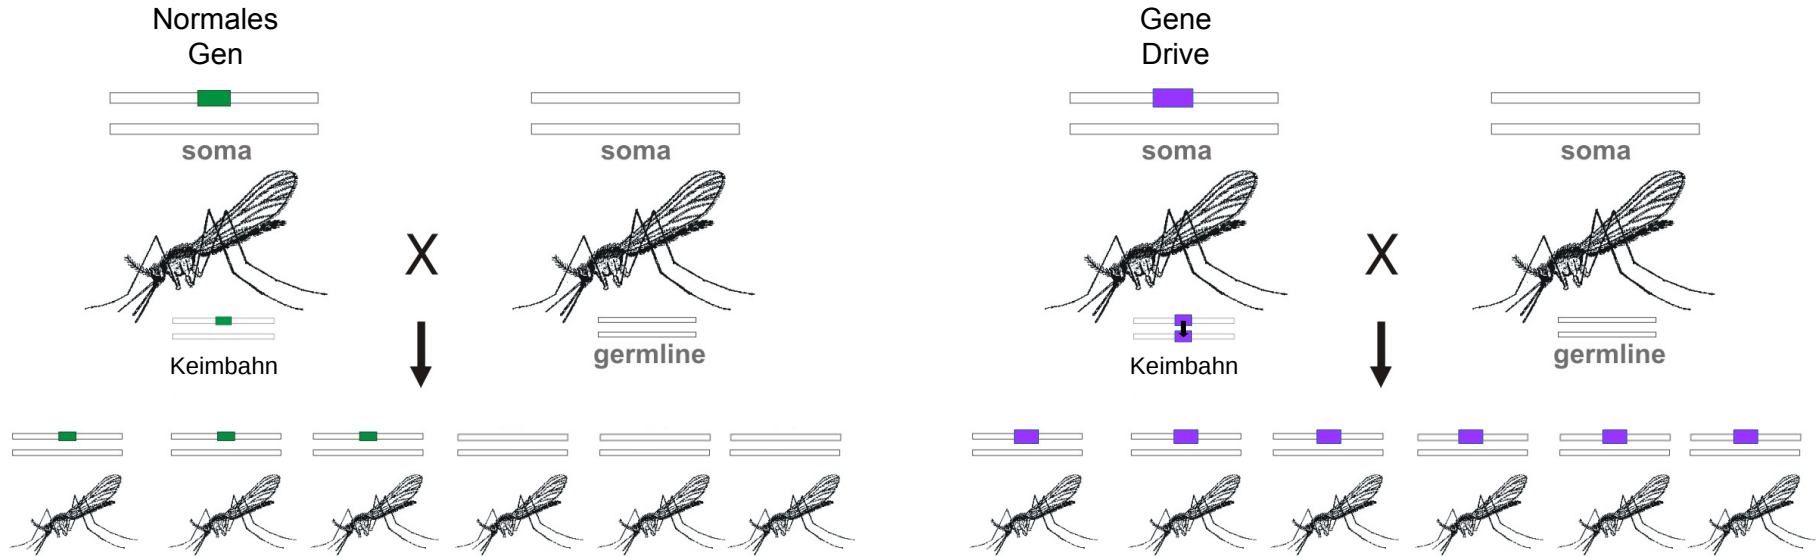 Normales
Gen
soma
soma
X
Keimbahn
germline
Gene
Drive
soma
soma
X
Keimbahn
germline